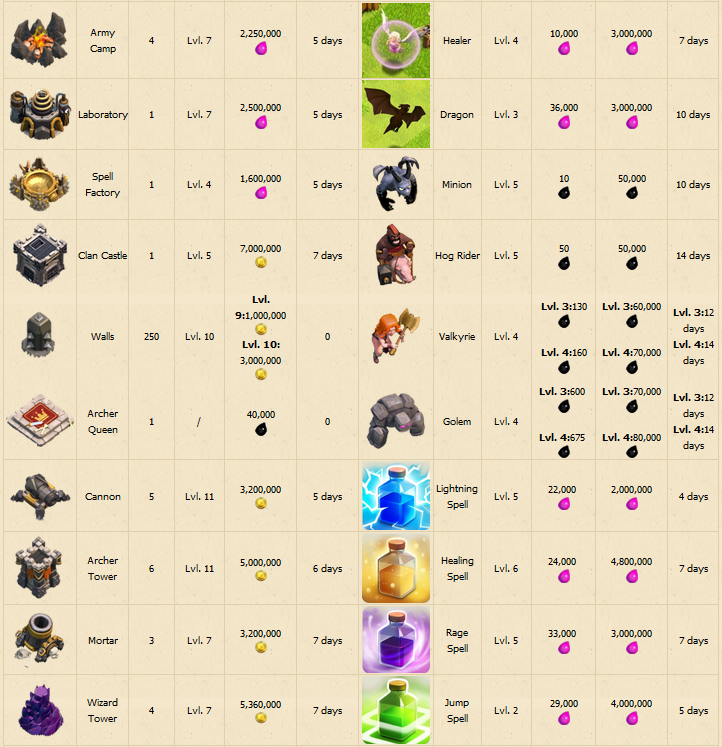 Army Camp 4 Lvl. 7 2,250,000 5 days Healer Lvl. 4 10,000 3,000,000 7 days
Laboratory 1 Lvl. 7 2,500,000 5 days Dragon Lvl. 3 36,000 3,000,000 10 days
Spell Factory 1 Lvl. 4 1,600,000 5 days Minion Lvl. 5 10 50,000 10 days
Clan Castle 1 Lvl. 5 7,000,000 7 days Hog Rider Lvl. 5 50 50,000 14 days
Walls 250 Lvl. 10 Lvl. 9:1,000,000 Lvl. 10: 3,000,000 0 Valkyrie Lvl. 4 Lvl. 3:130 Lvl. 4:160 Lvl. 3:60,000 Lvl. 4:70,000 Lvl. 3:12 days Lvl. 4:14 days
Archer Queen 1 / 40,000 0 Golem Lvl. 4 Lvl. 3:600 Lvl. 4:675 Lvl. 3:70,000 Lvl. 4:80,000 Lvl. 3:12 days Lvl. 4:14 days
Cannon 5 Lvl. 11 3,200,000 5 days Lightning Spell Lvl. 5 22,000 2,000,000 4 days
Archer Tower 6 Lvl. 11 5,000,000 6 days Healing Spell Lvl. 6 24,000 4,800,000 7 days
Mortar 3 Lvl. 7 3,200,000 7 days Rage Spell Lvl. 5 33,000 3,000,000 7 days
Wizard Tower 4 Lvl. 7 5,360,000 7 days Jump Spell Lvl. 2 29,000 4,000,000 5 days